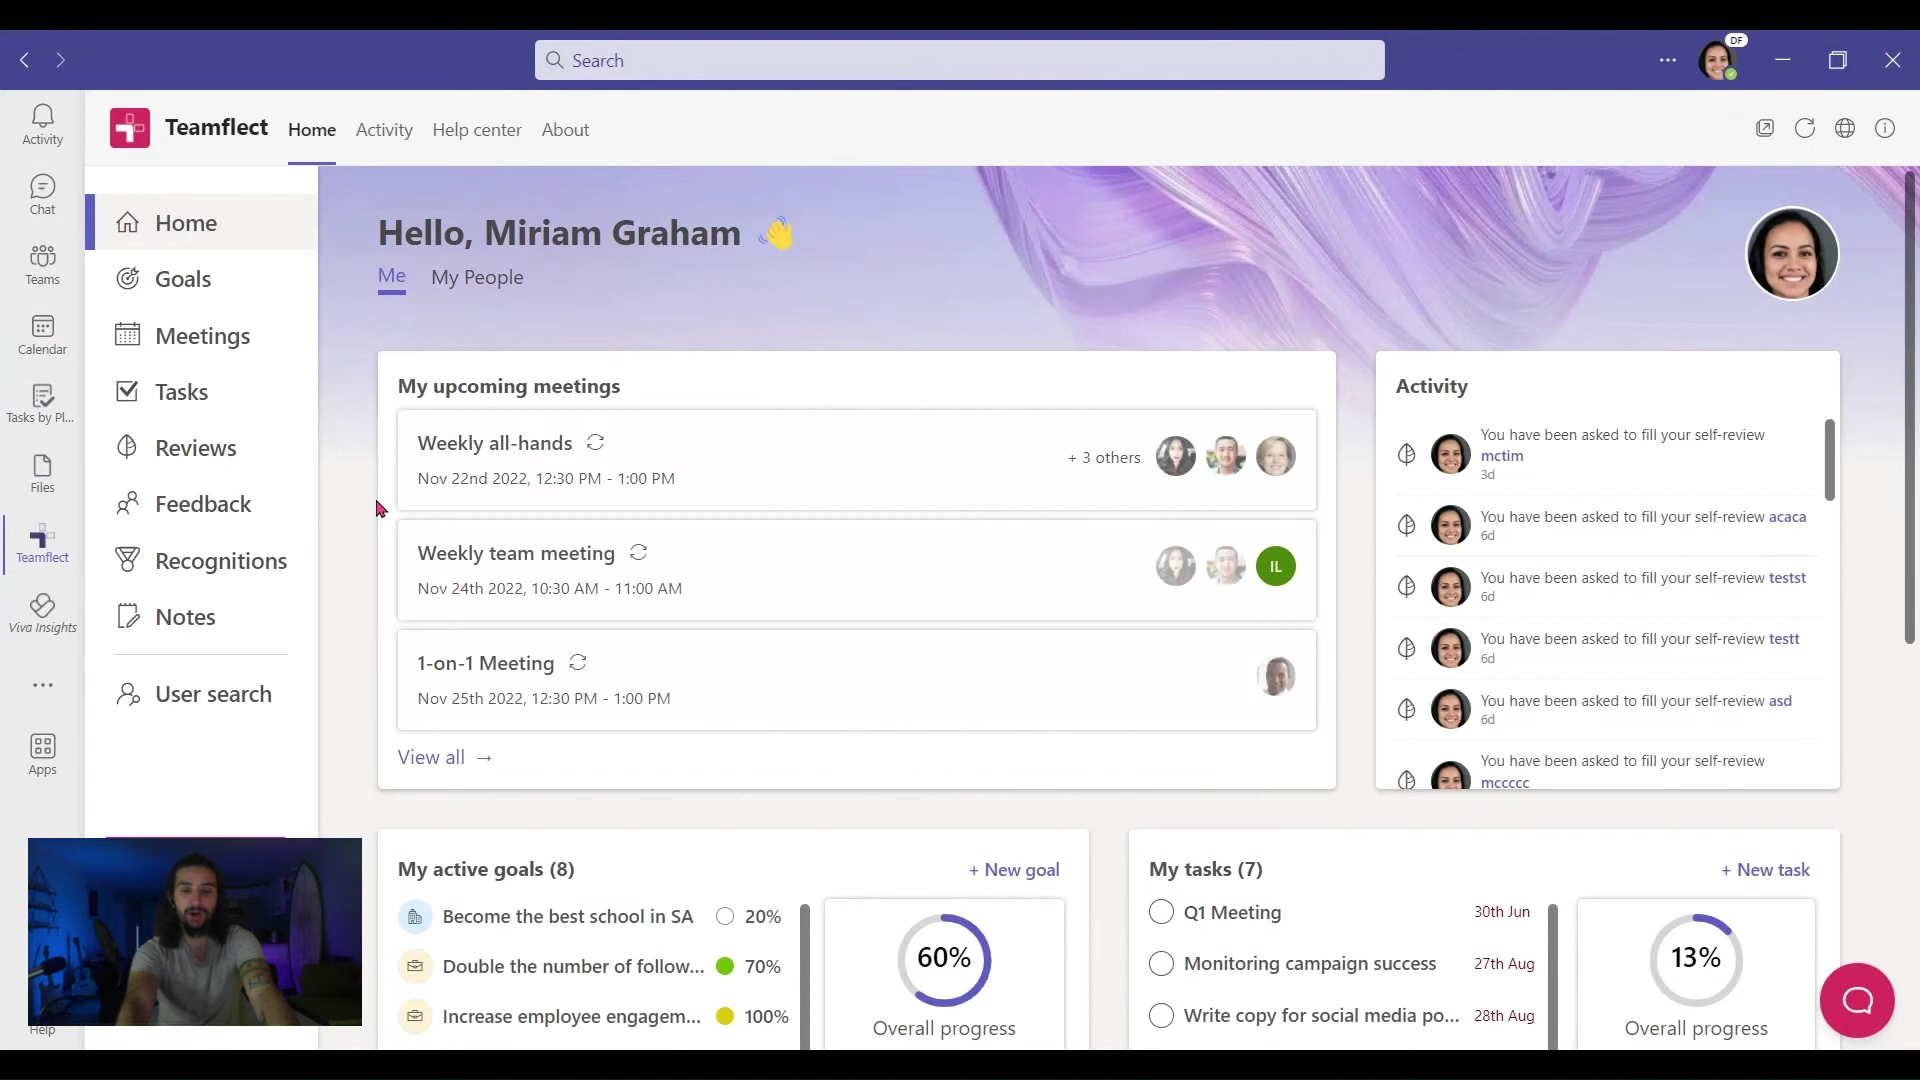 Search
DF
Activity
Chat
Teams
Calendar
Tasks by Pl...
Files
Teamflect
Viva Insights
Apps
Help
Teamflect
Home
Activity
Help center
About
Home
Goals
Meetings
Tasks
Reviews
Feedback
Recognitions
Notes
User search
Hello, Miriam Graham 👋
Me
My People
My upcoming meetings
Weekly all-hands
Nov 22nd 2022, 12:30 PM - 1:00 PM
+ 3 others
Weekly team meeting
Nov 24th 2022, 10:30 AM - 11:00 AM
IL
1-on-1 Meeting
Nov 25th 2022, 12:30 PM - 1:00 PM
View all →
Activity
You have been asked to fill your self-review
mctim
3d
You have been asked to fill your self-review acaca
6d
You have been asked to fill your self-review testst
6d
You have been asked to fill your self-review testt
6d
You have been asked to fill your self-review asd
6d
You have been asked to fill your self-review
mccccc
My active goals (8)
+ New goal
Become the best school in SA 20%
Double the number of follow... 70%
Increase employee engagem... 100%
60%
Overall progress
My tasks (7)
+ New task
Q1 Meeting 30th Jun
Monitoring campaign success 27th Aug
Write copy for social media po... 28th Aug
13%
Overall progress